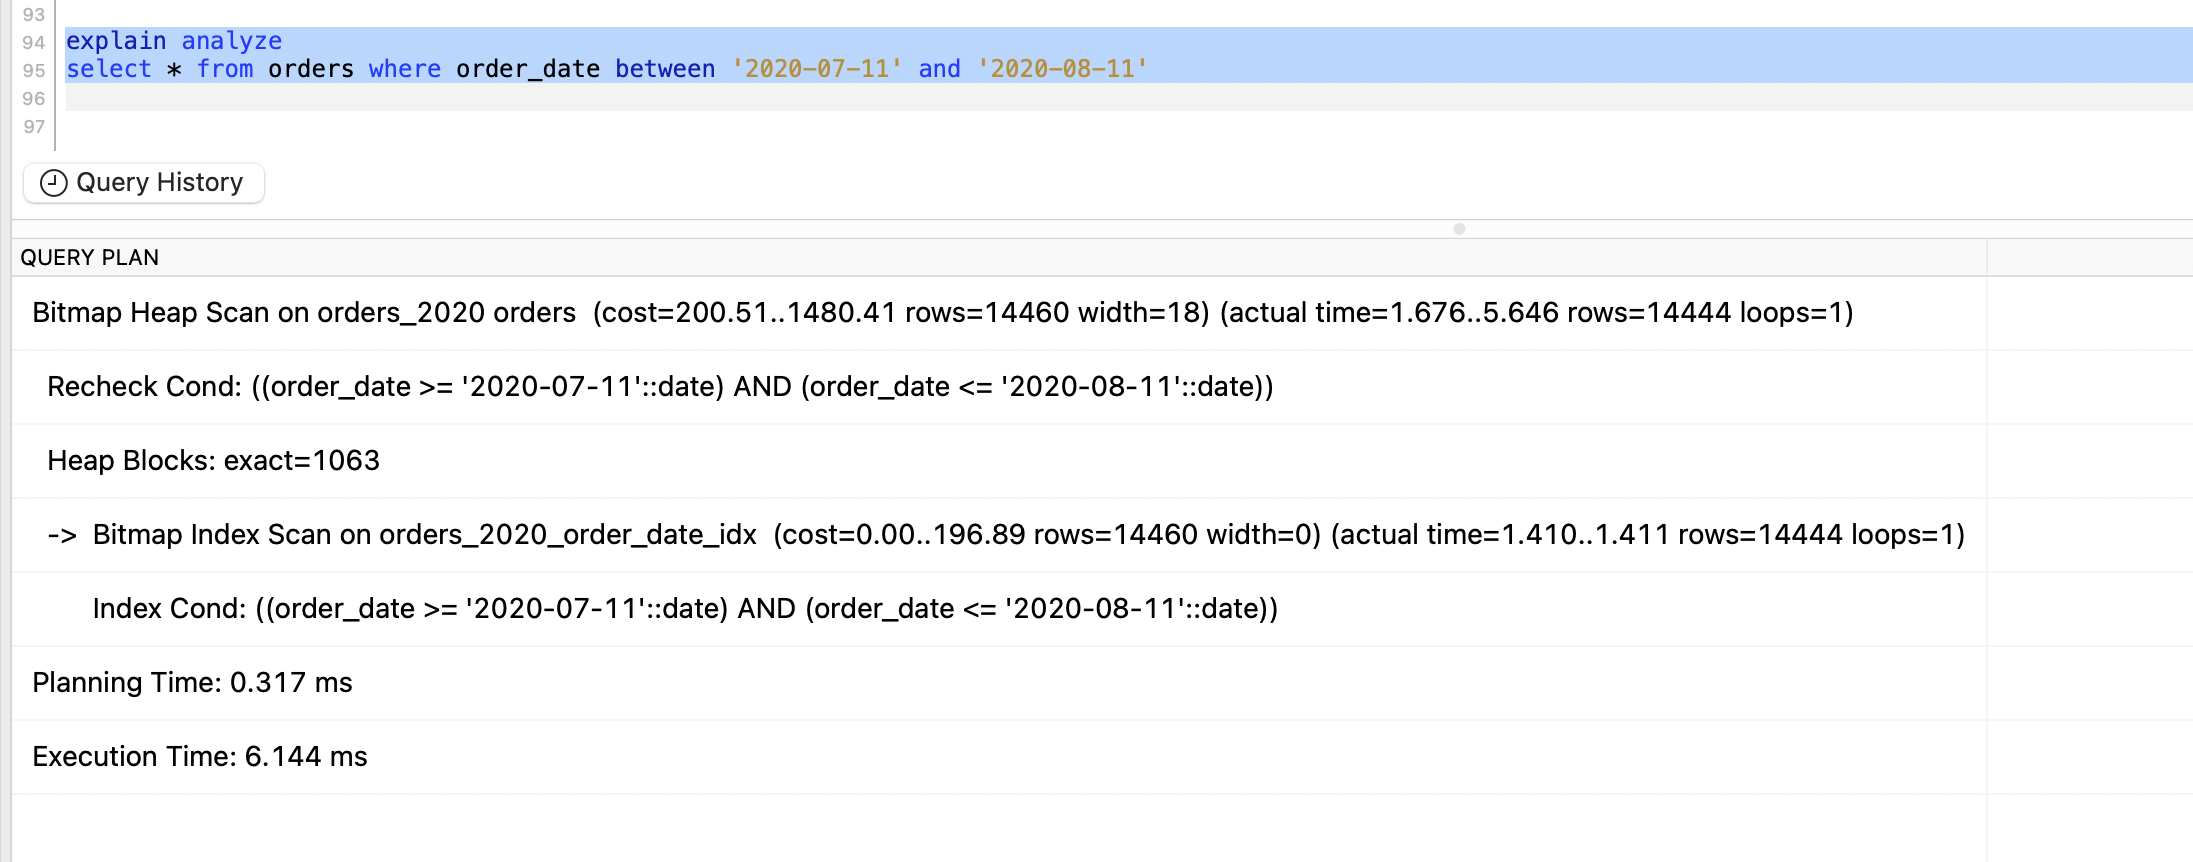 93
94 explain analyze
95 select * from orders where order_date between '2020-07-11' and '2020-08-11'
96
97
Query History
QUERY PLAN
Bitmap Heap Scan on orders_2020 orders  (cost=200.51..1480.41 rows=14460 width=18) (actual time=1.676..5.646 rows=14444 loops=1)
Recheck Cond: ((order_date >= '2020-07-11'::date) AND (order_date <= '2020-08-11'::date))
Heap Blocks: exact=1063
->  Bitmap Index Scan on orders_2020_order_date_idx  (cost=0.00..196.89 rows=14460 width=0) (actual time=1.410..1.411 rows=14444 loops=1)
Index Cond: ((order_date >= '2020-07-11'::date) AND (order_date <= '2020-08-11'::date))
Planning Time: 0.317 ms
Execution Time: 6.144 ms